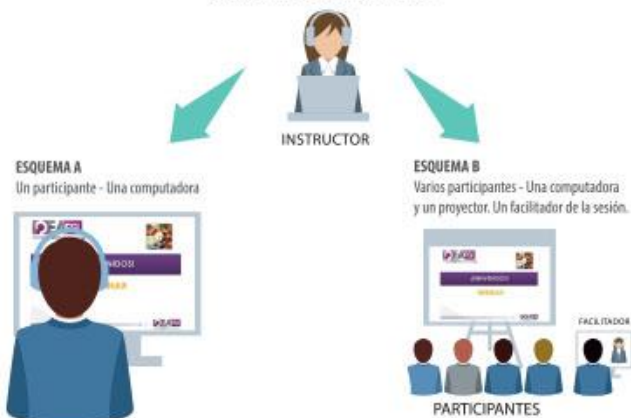 INSTRUCTOR
ESQUEMA A
Un participante - Una computadora
ESQUEMA B
Varios participantes - Una computadora
y un proyector. Un facilitador de la sesión.
¡BIENVENIDOS!
FACILITADOR
PARTICIPANTES